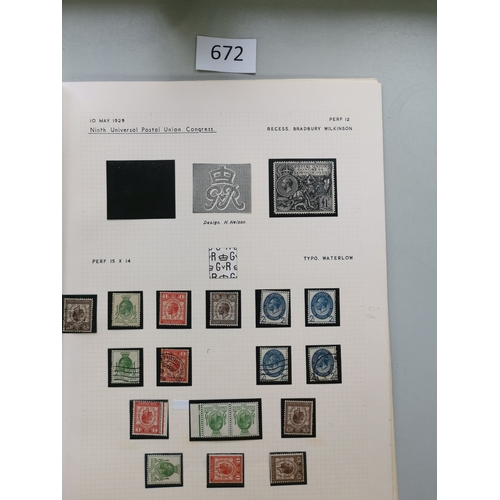 672
10 MAY 1929
PERF 12
Ninth Universal Postal Union Congress.
RECESS. BRADBURY WILKINSON
Design. H. Nelson.
PERF 15 X 14
TYPO. WATERLOW